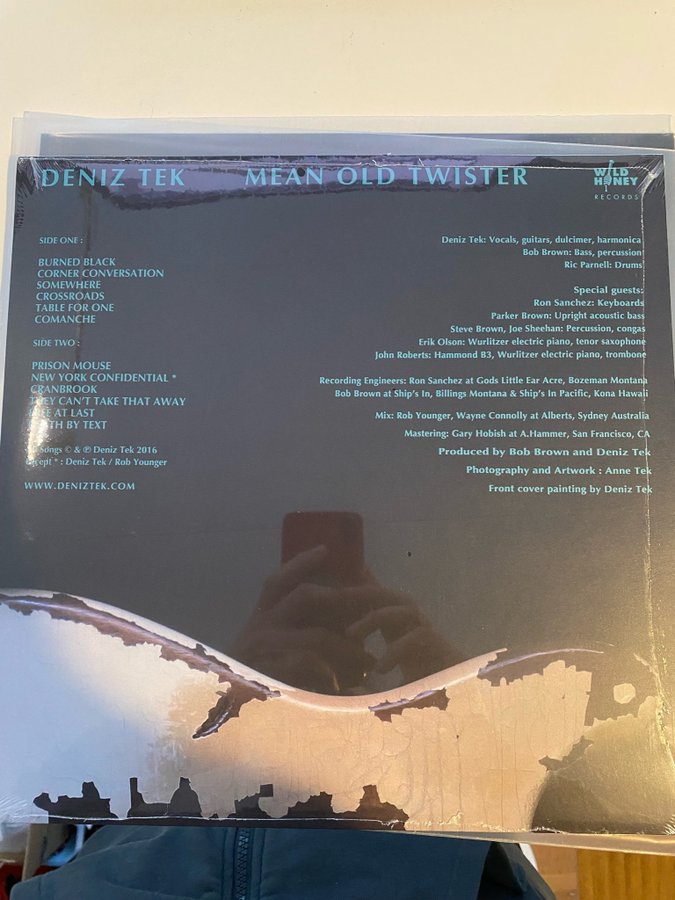 DENIZ TEK MEAN OLD TWISTER
WILD HONEY
RECORDS
SIDE ONE :
BURNED BLACK
CORNER CONVERSATION
SOMEWHERE
CROSSROADS
TABLE FOR ONE
COMANCHE
SIDE TWO :
PRISON MOUSE
NEW YORK CONFIDENTIAL *
CRANBROOK
THEY CAN'T TAKE THAT AWAY
AT LAST
BY TEXT
Songs © & ℗ Deniz Tek 2016
except * : Deniz Tek / Rob Younger
WWW.DENIZTEK.COM
Deniz Tek: Vocals, guitars, dulcimer, harmonica
Bob Brown: Bass, percussion
Ric Parnell: Drums
Special guests:
Ron Sanchez: Keyboards
Parker Brown: Upright acoustic bass
Steve Brown, Joe Sheehan: Percussion, congas
Erik Olson: Wurlitzer electric piano, tenor saxophone
John Roberts: Hammond B3, Wurlitzer electric piano, trombone
Recording Engineers: Ron Sanchez at Gods Little Ear Acre, Bozeman Montana
Bob Brown at Ship's In, Billings Montana & Ship's In Pacific, Kona Hawaii
Mix: Rob Younger, Wayne Connolly at Alberts, Sydney Australia
Mastering: Gary Hobish at A.Hammer, San Francisco, CA
Produced by Bob Brown and Deniz Tek
Photography and Artwork : Anne Tek
Front cover painting by Deniz Tek